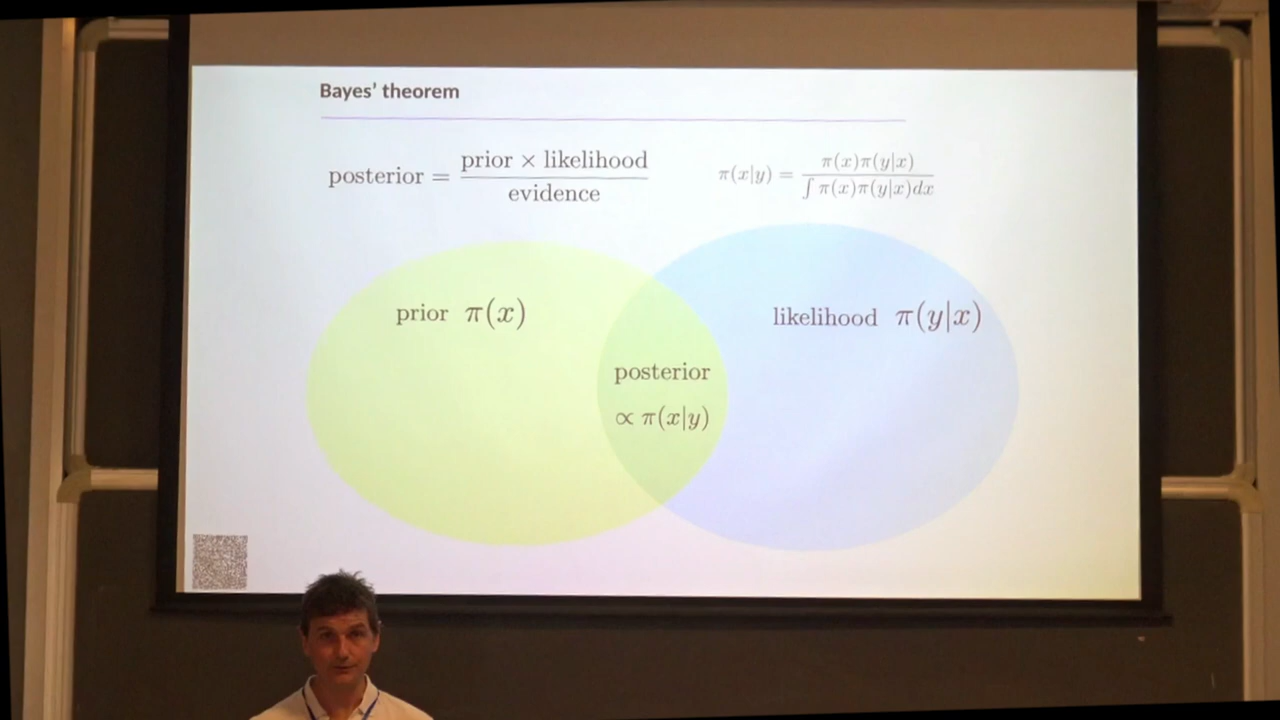 Bayes' theorem
posterior = prior × likelihood / evidence
π(x|y) = π(x)π(y|x) / ∫ π(x)π(y|x)dx
prior π(x)
likelihood π(y|x)
posterior
∝ π(x|y)